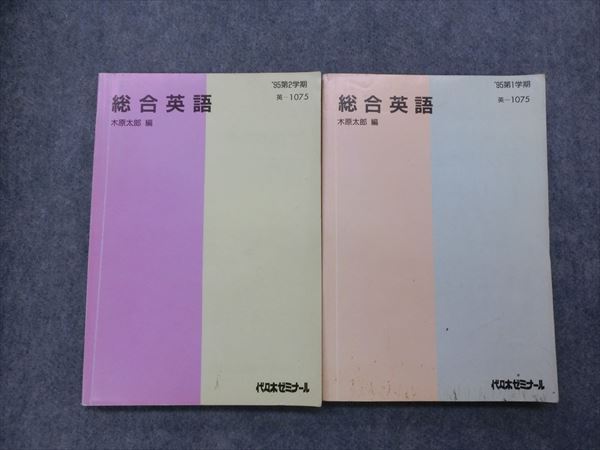 '95第2学期
英-1075
総合英語
木原太郎 編
代々木ゼミナール
'95第1学期
英-1075
総合英語
木原太郎 編
代々木ゼミナール